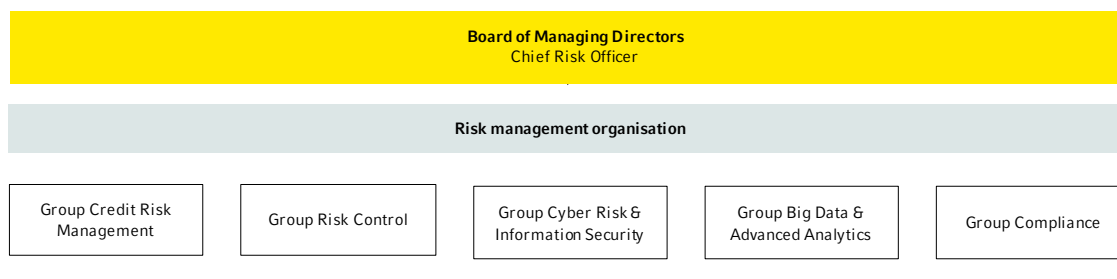 Board of Managing Directors
Chief Risk Officer
Risk management organisation
Group Credit Risk
Management
Group Risk Control
Group Cyber Risk &
Information Security
Group Big Data &
Advanced Analytics
Group Compliance